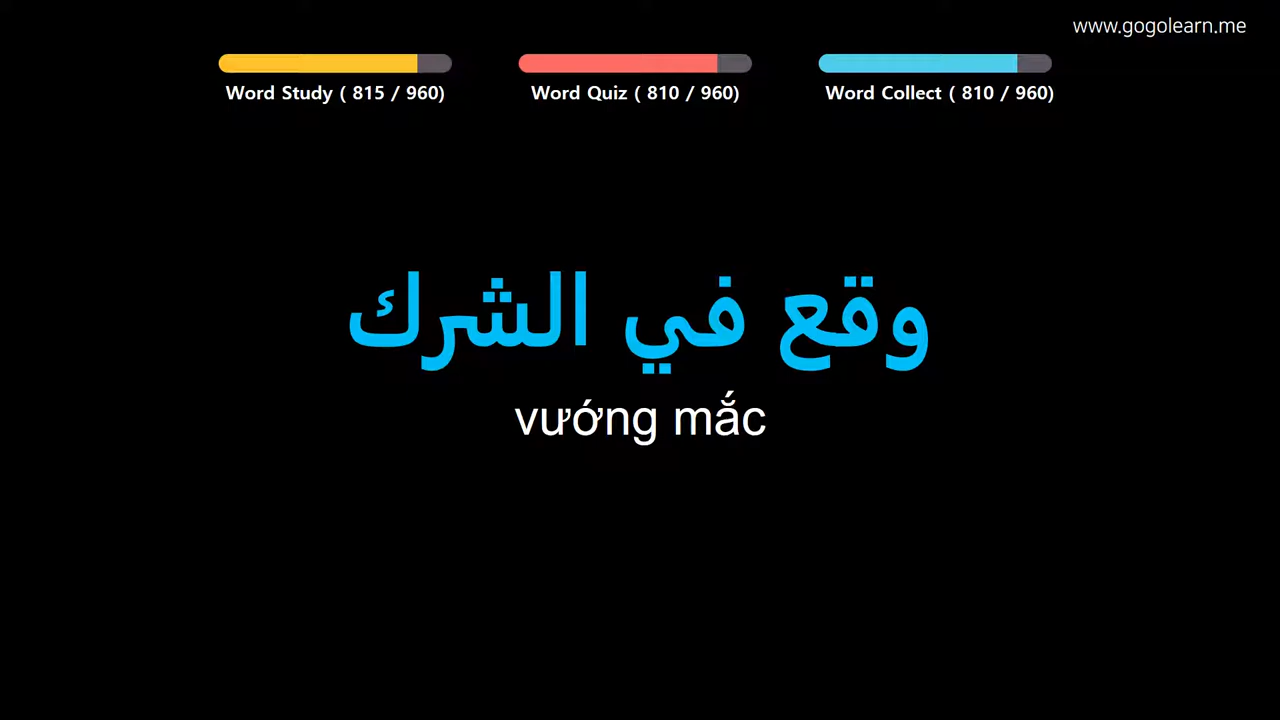 www.gogolearn.me
Word Study ( 815 / 960)
Word Quiz ( 810 / 960)
Word Collect ( 810 / 960)
وقع في الشرك
vướng mắc